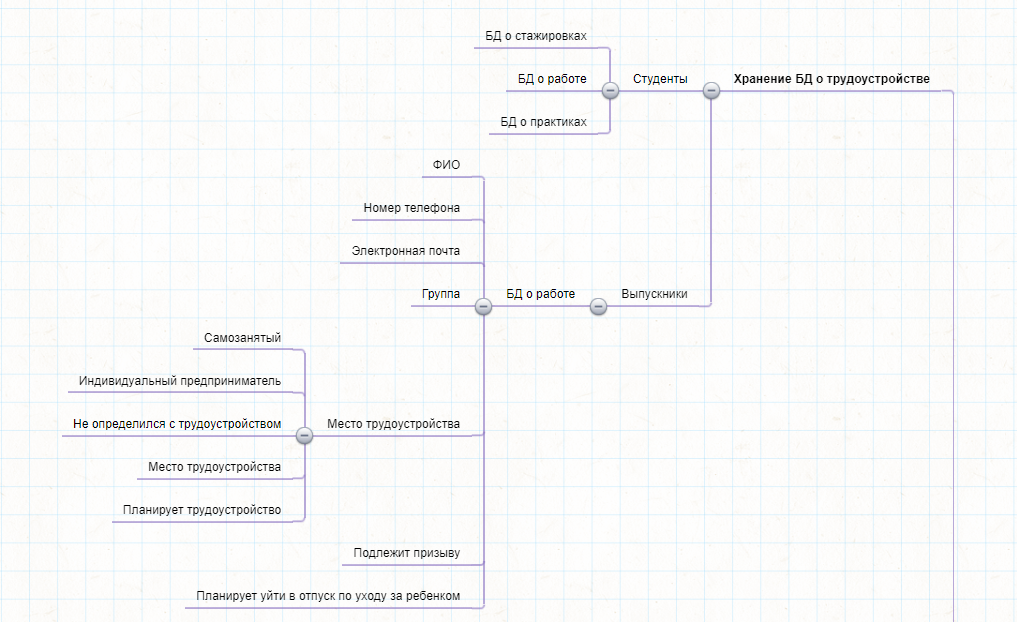 БД о стажировках
БД о работе
Студенты
Хранение БД о трудоустройстве
БД о практиках
ФИО
Номер телефона
Электронная почта
Группа
БД о работе
Выпускники
Самозанятый
Индивидуальный предприниматель
Не определился с трудоустройством
Место трудоустройства
Место трудоустройства
Планирует трудоустройство
Подлежит призыву
Планирует уйти в отпуск по уходу за ребенком